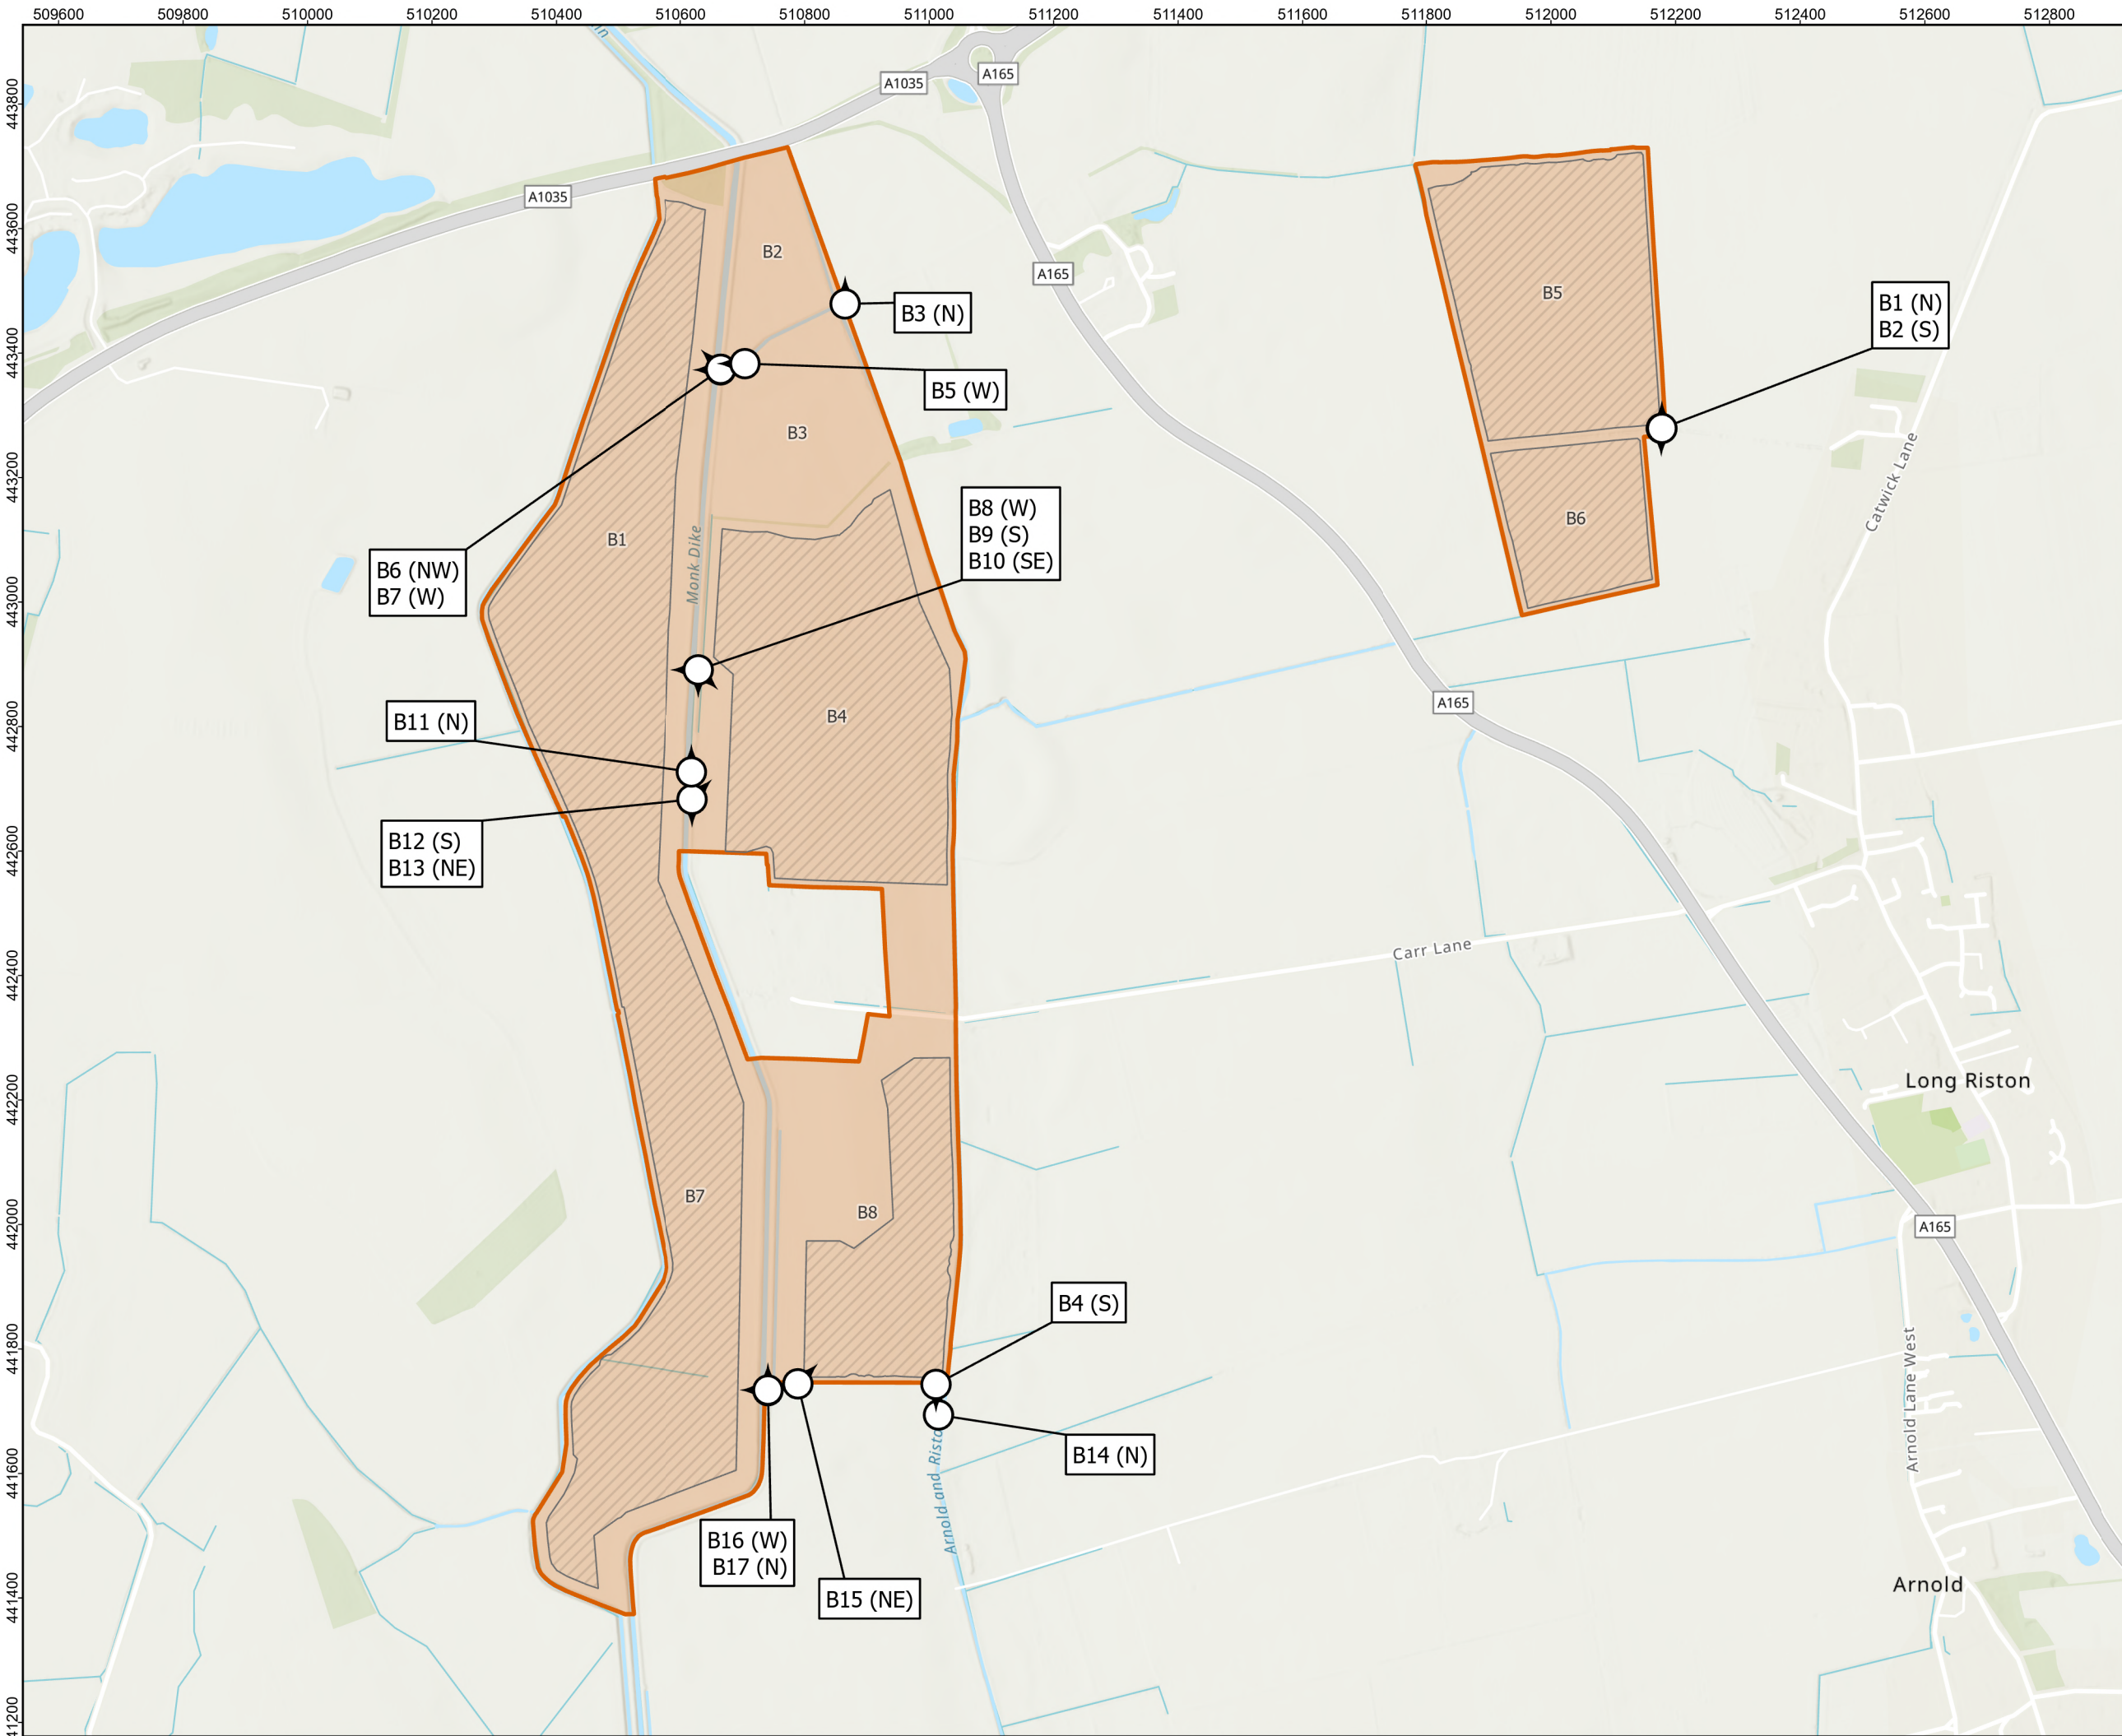 509600 509800 510000 510200 510400 510600 510800 511000 511200 511400 511600 511800 512000 512200 512400 512600 512800
443800
443600
443400
443200
443000
442800
442600
442400
442200
442000
441800
441600
441400
441200
in
A1035
A165
A1035
B2
A165
B3 (N)
B5
B1 (N)
B2 (S)
B5 (W)
B3
Catwick Lane
B8 (W)
B9 (S)
B10 (SE)
B6
B1
Monk Dike
B6 (NW)
B7 (W)
A165
B11 (N)
B4
B12 (S)
B13 (NE)
Carr Lane
Long Riston
B7
B8
A165
B4 (S)
Arnold Lane West
B14 (N)
Arnold and Risto
B16 (W)
B17 (N)
B15 (NE)
Arnold